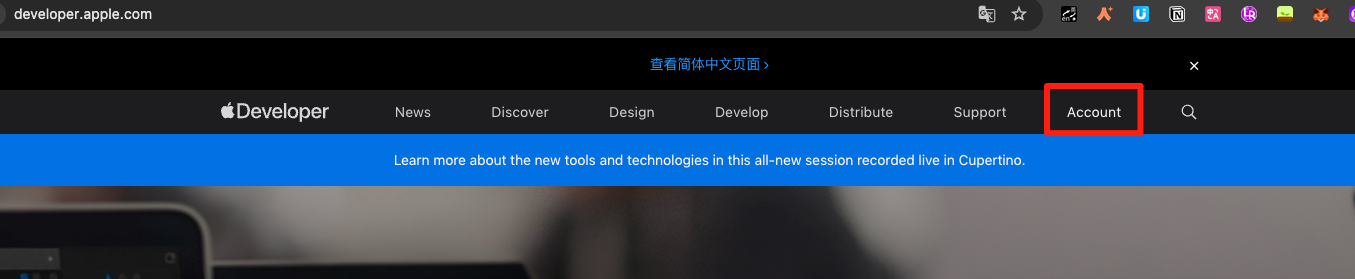 developer.apple.com
查看简体中文页面 ›
Developer News Discover Design Develop Distribute Support Account
Learn more about the new tools and technologies in this all-new session recorded live in Cupertino.